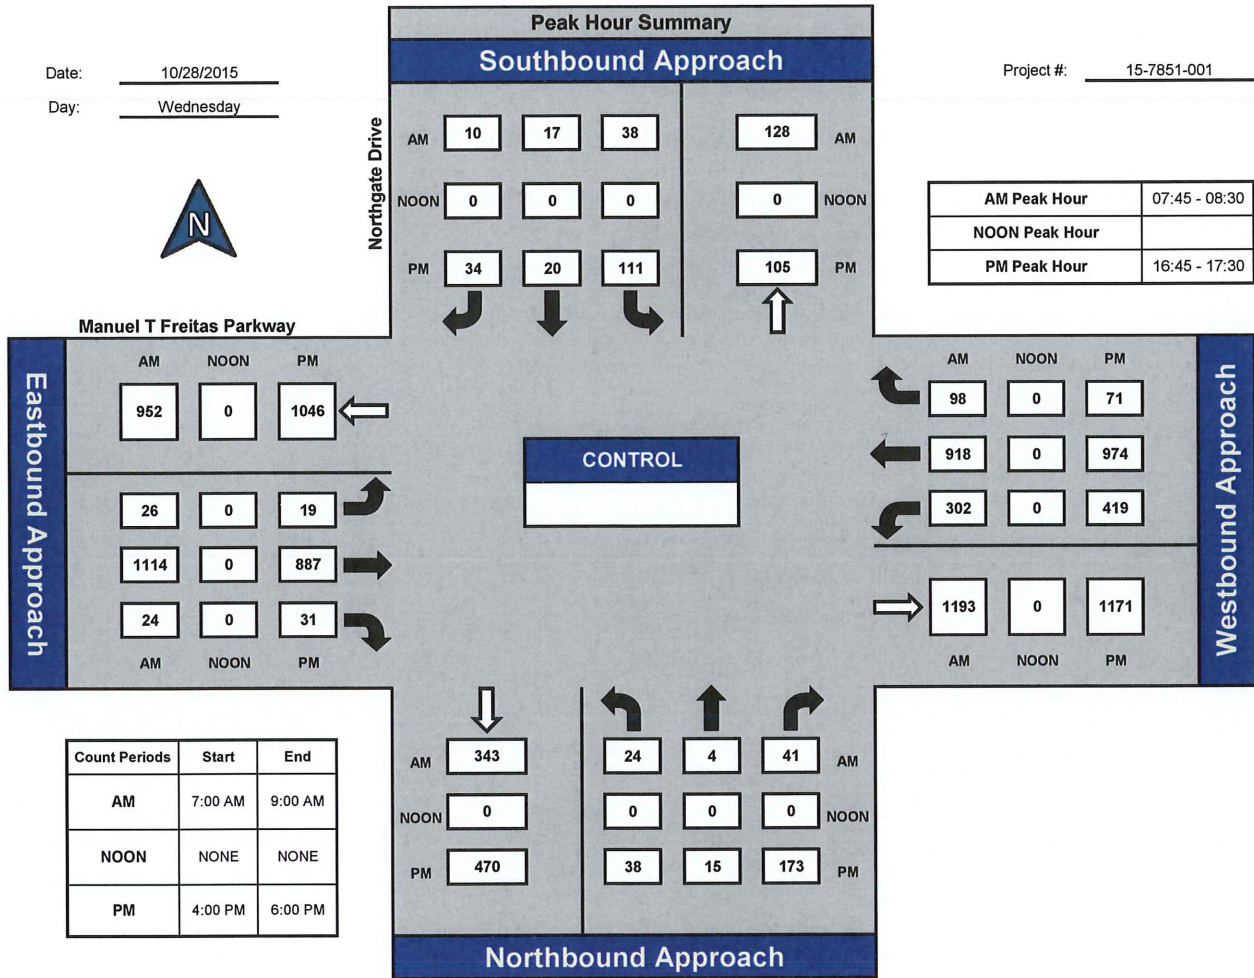 Peak Hour Summary
Southbound Approach
Date: 10/28/2015
Project #: 15-7851-001
Day: Wednesday
Northgate Drive
AM 10 17 38 128 AM
NOON 0 0 0 0 NOON
PM 34 20 111 105 PM
N
AM Peak Hour 07:45 - 08:30
NOON Peak Hour
PM Peak Hour 16:45 - 17:30
Manuel T Freitas Parkway
Eastbound Approach
AM NOON PM
952 0 1046
26 0 19
1114 0 887
24 0 31
AM NOON PM
CONTROL
AM NOON PM
98 0 71
918 0 974
302 0 419
1193 0 1171
AM NOON PM
Westbound Approach
Count Periods Start End
AM 7:00 AM 9:00 AM
NOON NONE NONE
PM 4:00 PM 6:00 PM
AM 343 24 4 41 AM
NOON 0 0 0 0 NOON
PM 470 38 15 173 PM
Northbound Approach